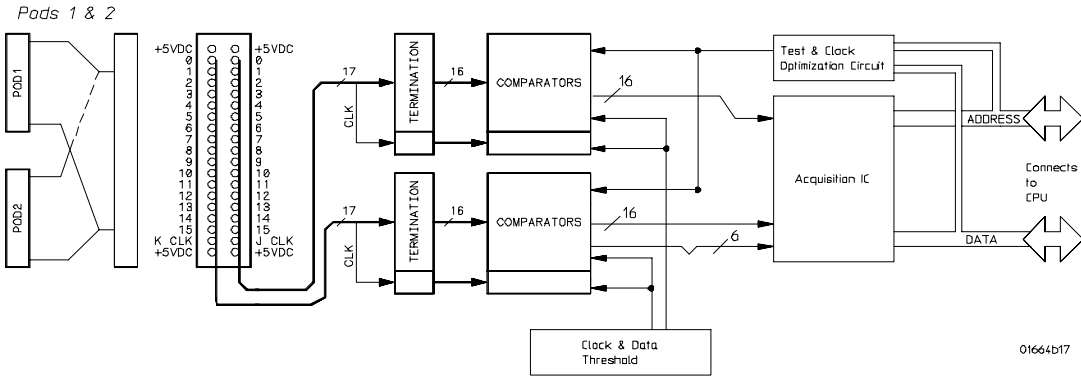 Pods 1 & 2
POD1
POD2
+5VDC +5VDC
0 0
1 1
2 2
3 3
4 4
5 5
6 6
7 7
8 8
9 9
10 10
11 11
12 12
13 13
14 14
15 15
K CLK J CLK
+5VDC +5VDC
17
CLK
TERMINATION
16
COMPARATORS
16
17
CLK
TERMINATION
16
COMPARATORS
16
6
Clock & Data
Threshold
Test & Clock
Optimization Circuit
Acquisition IC
ADDRESS
Connects
to
CPU
DATA
01664b17